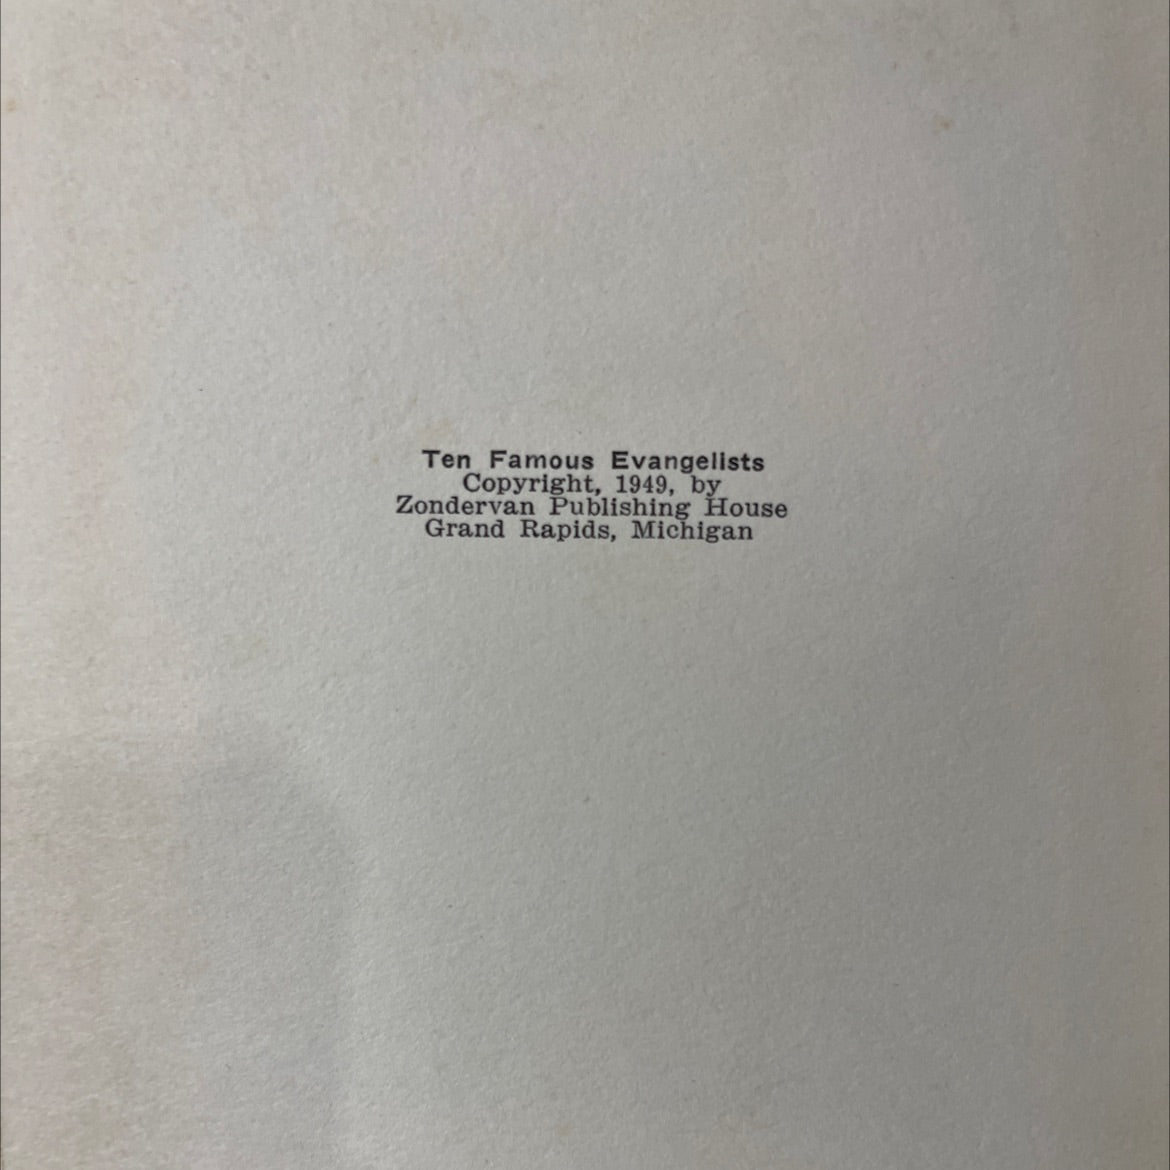 Ten Famous Evangelists
Copyright, 1949, by
Zondervan Publishing House
Grand Rapids, Michigan